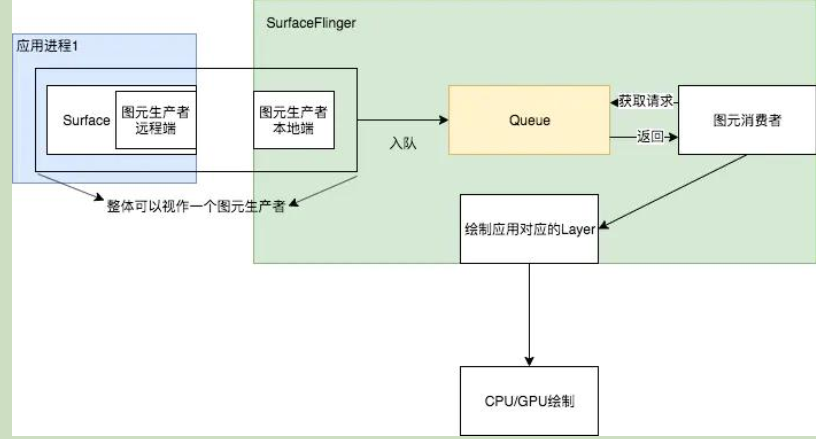 SurfaceFlinger
应用进程1
Surface
图元生产者
远程端
图元生产者
本地端
入队
Queue
获取请求
返回
图元消费者
整体可以视作一个图元生产者
绘制应用对应的Layer
CPU/GPU绘制